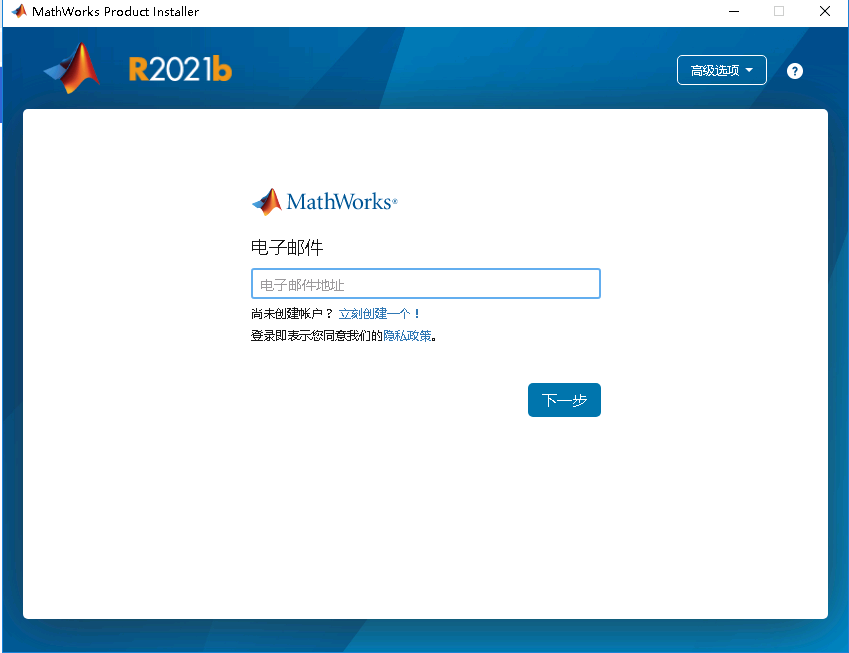 MathWorks Product Installer
R2021b
高级选项
?
MathWorks®
电子邮件
电子邮件地址
尚未创建帐户？立刻创建一个！
登录即表示您同意我们的隐私政策。
下一步